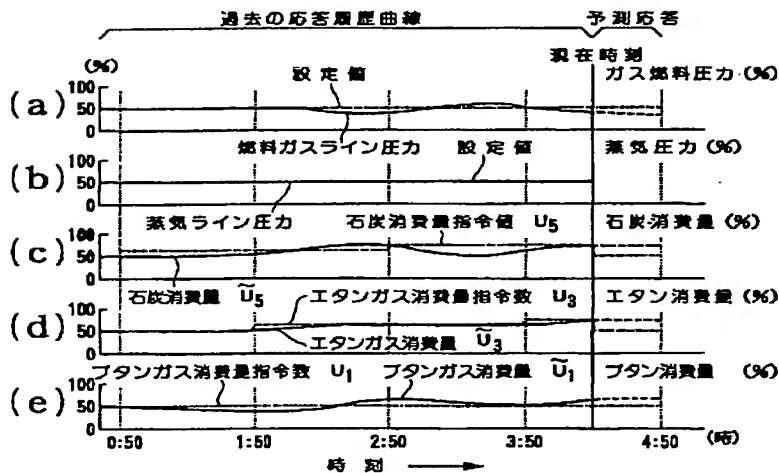 過去の応答履歴曲線 予測応答
現在時刻
(%) 設定値 ガス燃料圧力 (%)
(a) 100 50 0
燃料ガスライン圧力 設定値 蒸気圧力 (%)
(b) 100 50 0
蒸気ライン圧力 石炭消費量指令値 U5 石炭消費量 (%)
(c) 100 50 0
石炭消費量 Ũ5 エタンガス消費量指令数 U3 エタン消費量 (%)
(d) 100 50 0
エタンガス消費量 Ũ3
ブタンガス消費量指令数 U1 ブタンガス消費量 Ũ1 ブタン消費量 (%)
(e) 100 50 0
0:50 1:50 2:50 3:50 4:50 (時)
時刻